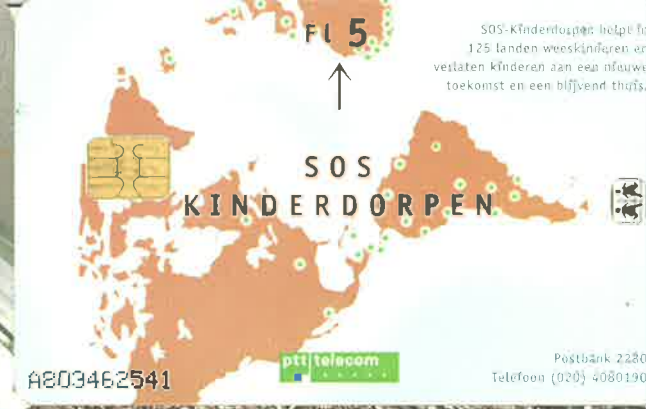 Fl 5
SOS-Kinderdorpen helpt in
125 landen weeskinderen en
verlaten kinderen aan een nieuwe
toekomst en een blijvend thuis.
SOS
KINDERDORPEN
ptt telecom
A803462541
Postbank 2280
Telefoon (020) 4080190